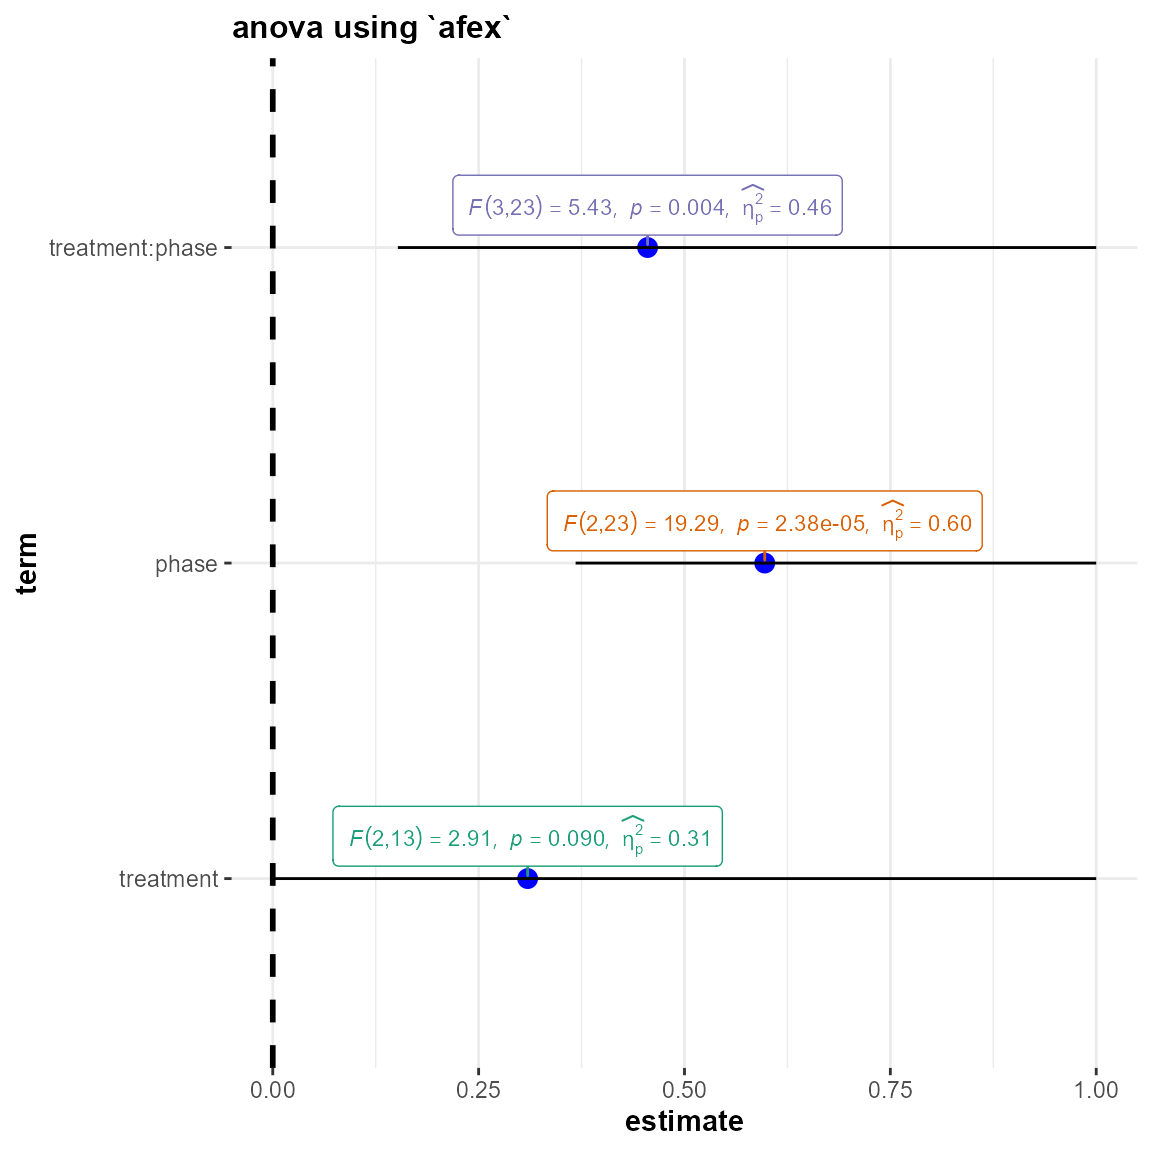 anova using `afex`
F(3,23) = 5.43, p = 0.004, η̂²ₚ = 0.46
treatment:phase
F(2,23) = 19.29, p = 2.38e-05, η̂²ₚ = 0.60
phase
term
F(2,13) = 2.91, p = 0.090, η̂²ₚ = 0.31
treatment
0.00 0.25 0.50 0.75 1.00
estimate